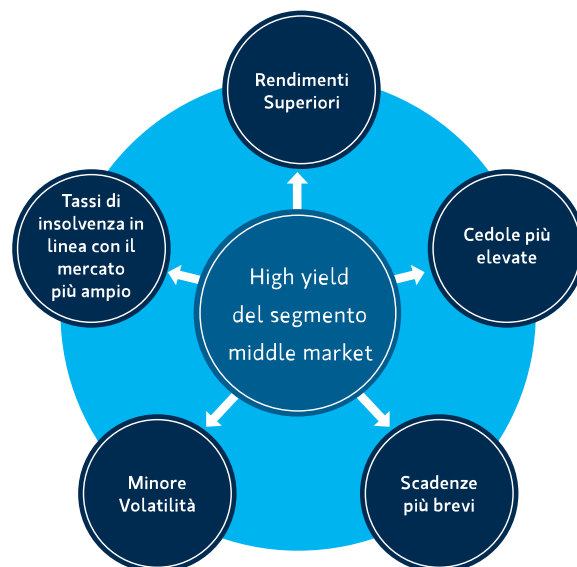 Rendimenti
Superiori
Tassi di
insolvenza in
linea con il
mercato
più ampio
Cedole più
elevate
High yield
del segmento
middle market
Minore
Volatilità
Scadenze
più brevi